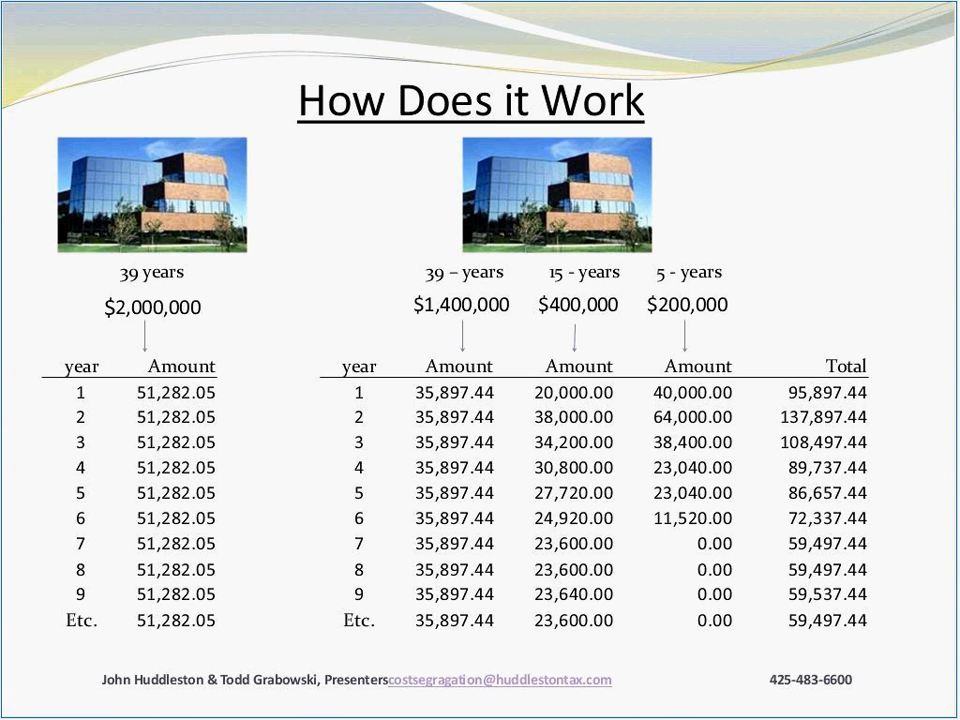 How Does it Work
39 years
$2,000,000
year Amount
1 51,282.05
2 51,282.05
3 51,282.05
4 51,282.05
5 51,282.05
6 51,282.05
7 51,282.05
8 51,282.05
9 51,282.05
Etc. 51,282.05
39 – years 15 - years 5 - years
$1,400,000 $400,000 $200,000
year Amount Amount Amount Total
1 35,897.44 20,000.00 40,000.00 95,897.44
2 35,897.44 38,000.00 64,000.00 137,897.44
3 35,897.44 34,200.00 38,400.00 108,497.44
4 35,897.44 30,800.00 23,040.00 89,737.44
5 35,897.44 27,720.00 23,040.00 86,657.44
6 35,897.44 24,920.00 11,520.00 72,337.44
7 35,897.44 23,600.00 0.00 59,497.44
8 35,897.44 23,600.00 0.00 59,497.44
9 35,897.44 23,640.00 0.00 59,537.44
Etc. 35,897.44 23,600.00 0.00 59,497.44
John Huddleston & Todd Grabowski, Presenterscostsegragation@huddlestontax.com 425-483-6600